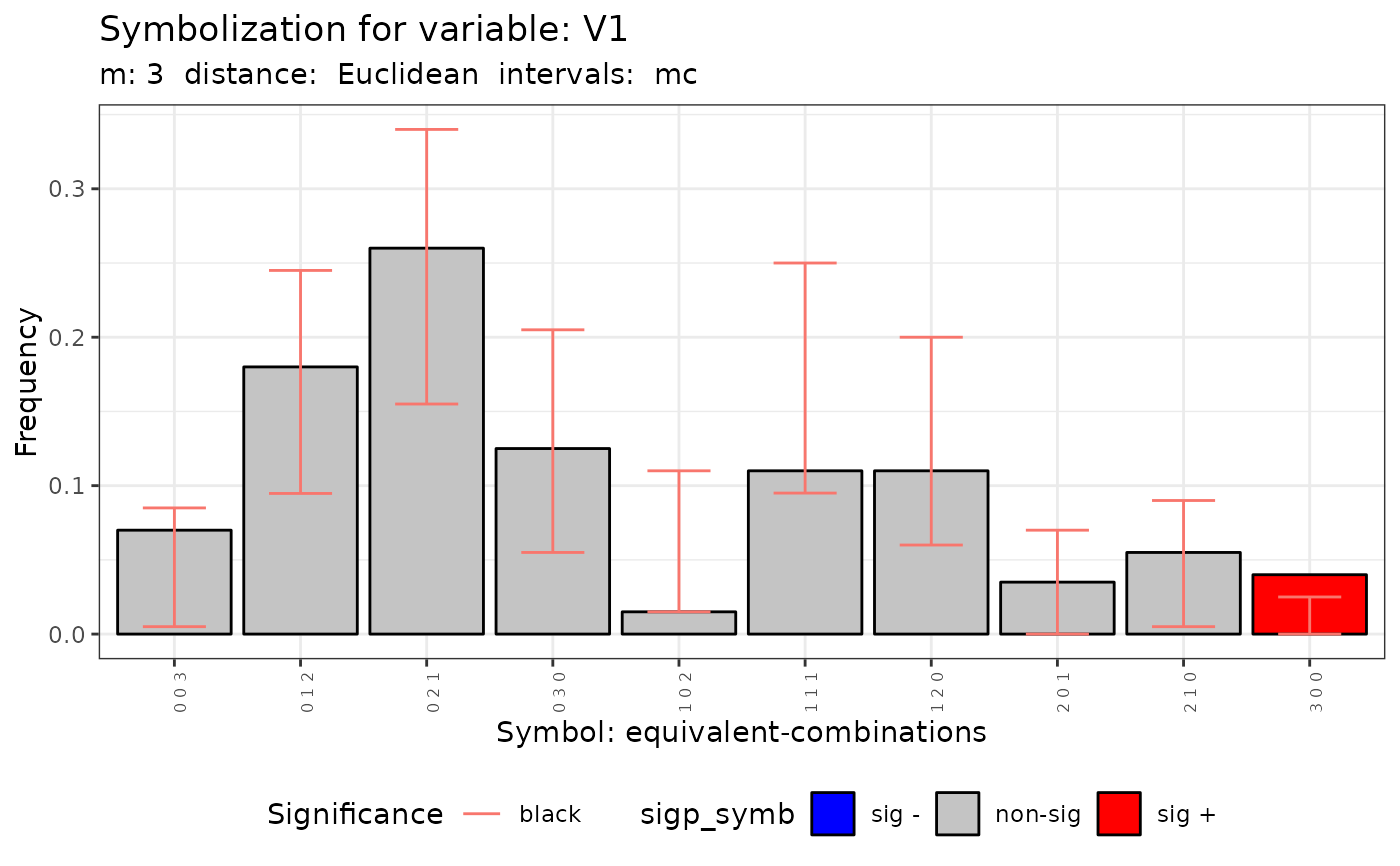 Symbolization for variable: V1
m: 3  distance:  Euclidean  intervals:  mc
Frequency
0.3
0.2
0.1
0.0
0 0 3
0 1 2
0 2 1
0 3 0
1 0 2
1 1 1
1 2 0
2 0 1
2 1 0
3 0 0
Symbol: equivalent-combinations
Significance black sigp_symb sig - non-sig sig +